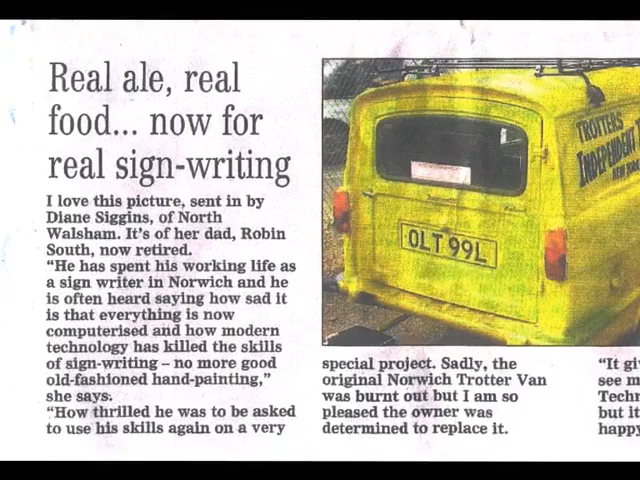 Real ale, real
food... now for
real sign-writing
I love this picture, sent in by
Diane Siggins, of North
Walsham. It's of her dad, Robin
South, now retired.
"He has spent his working life as
a sign writer in Norwich and he
is often heard saying how sad it
is that everything is now
computerised and how modern
technology has killed the skills
of sign-writing – no more good
old-fashioned hand-painting,"
she says.
"How thrilled he was to be asked
to use his skills again on a very
TROTTERS
INDEPENDENT
NEW YORK
OLT 99L
special project. Sadly, the
original Norwich Trotter Van
was burnt out but I am so
pleased the owner was
determined to replace it.
"It
see
but it